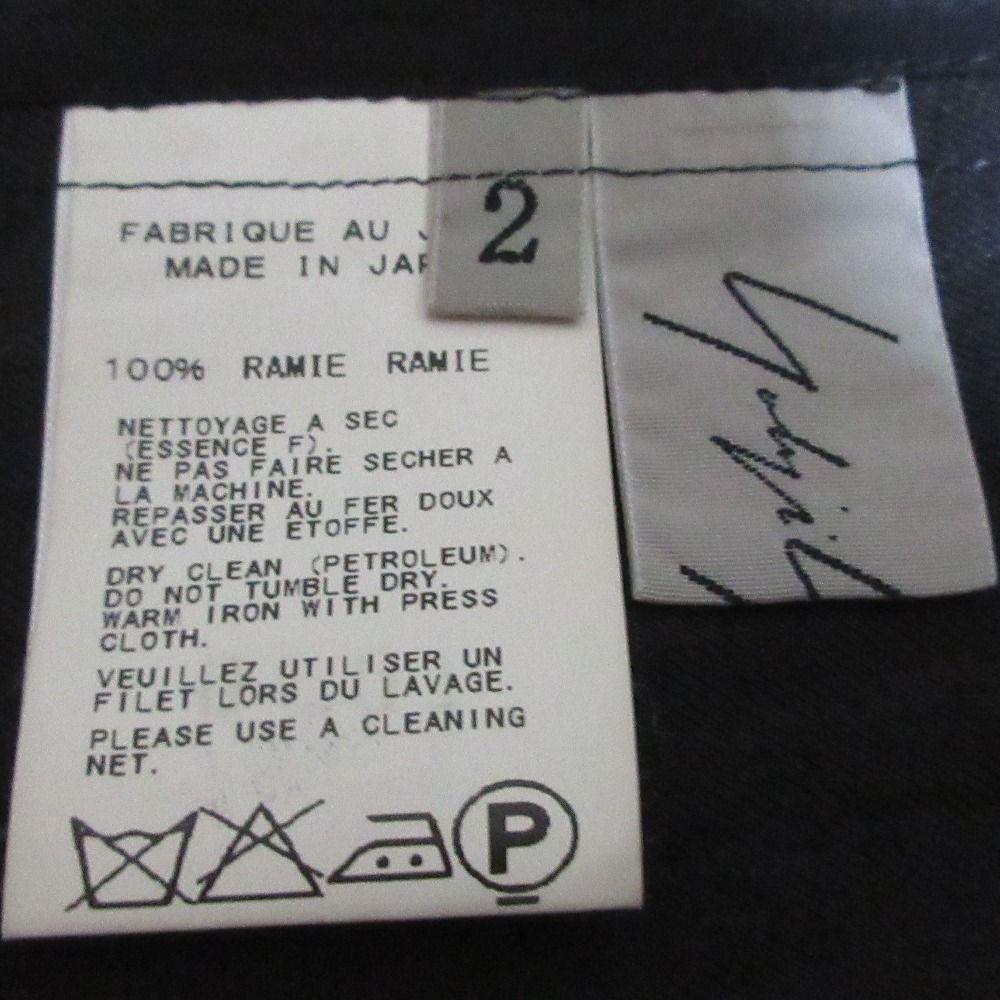 FABRIQUE AU
MADE IN JAP
2
100% RAMIE RAMIE
NETTOYAGE A SEC
(ESSENCE F).
NE PAS FAIRE SECHER A
LA MACHINE.
REPASSER AU FER DOUX
AVEC UNE ETOFFE.
DRY CLEAN (PETROLEUM).
DO NOT TUMBLE DRY.
WARM IRON WITH PRESS
CLOTH.
VEUILLEZ UTILISER UN
FILET LORS DU LAVAGE.
PLEASE USE A CLEANING
NET.
P